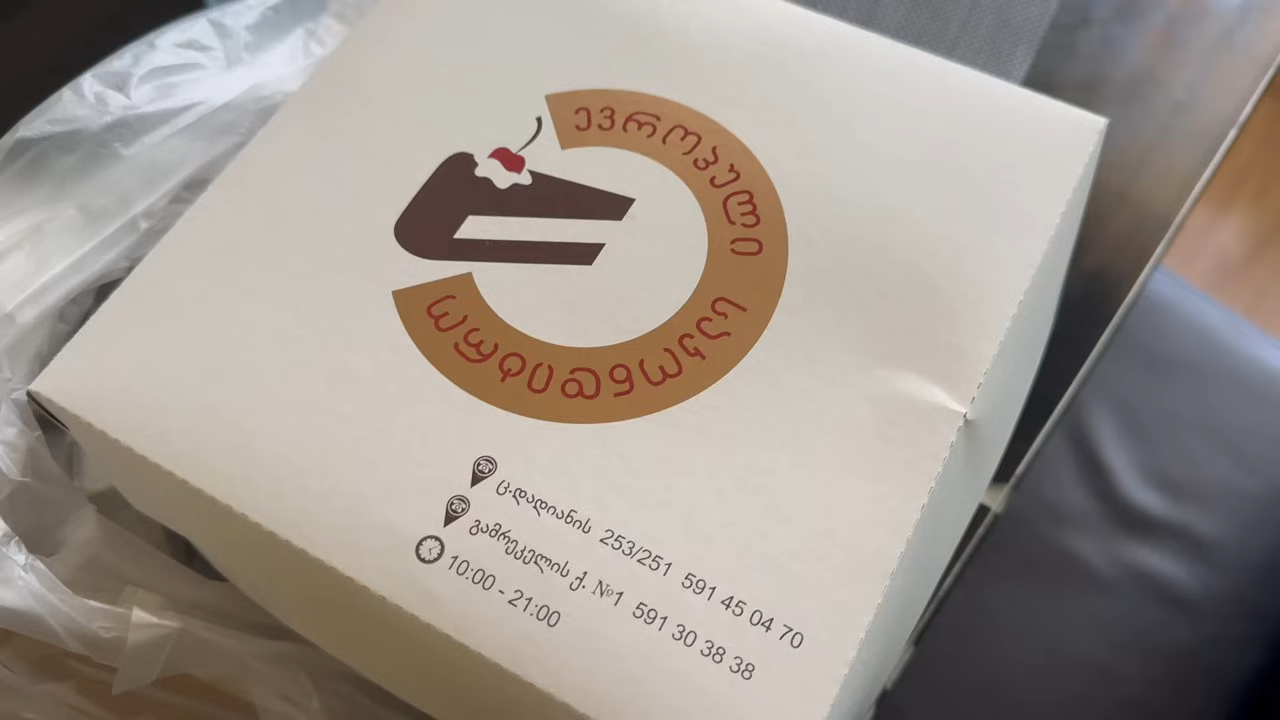 ევროპული
საკონდიტრო
ც.დადიანის 253/251 591 45 04 70
გამრეკელის ქ. №1 591 30 38 38
10:00 - 21:00